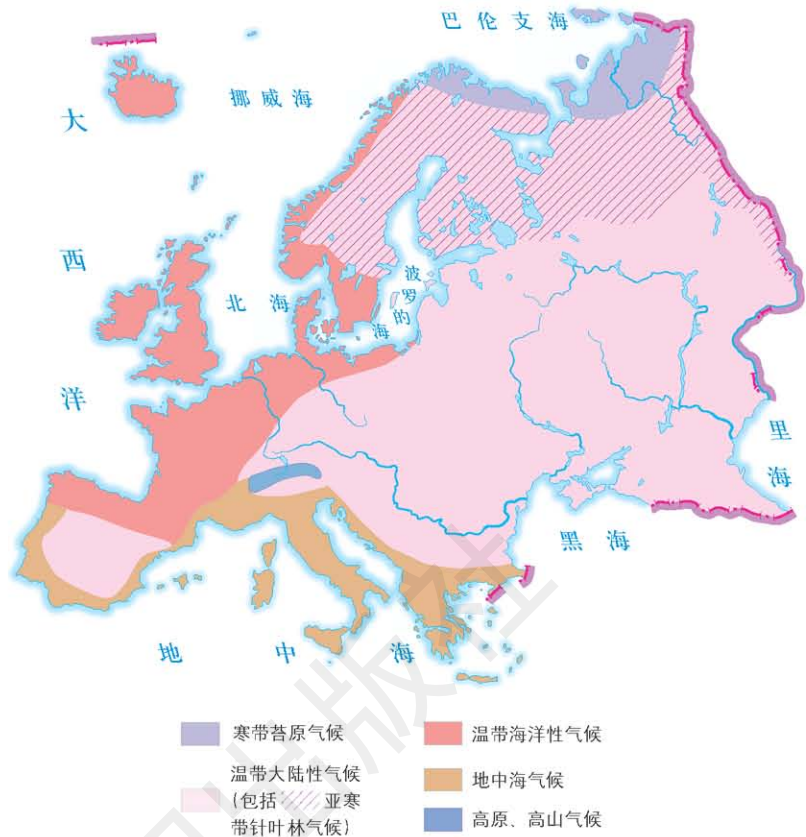 巴伦支海
大西洋
挪威海
北海
波罗的海
里海
黑海
地中海
寒带苔原气候
温带海洋性气候
温带大陆性气候
(包括 亚寒
带针叶林气候)
地中海气候
高原、高山气候
出版社